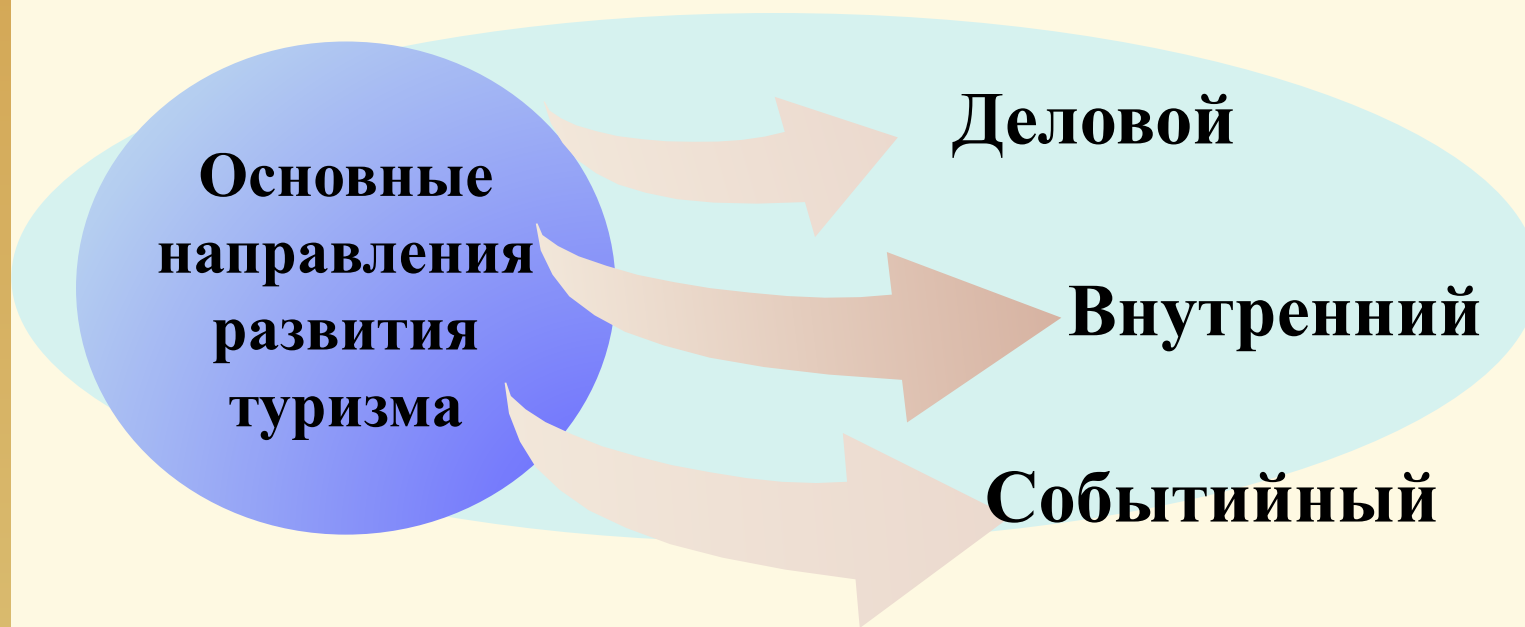 Основные
направления
развития
туризма
Деловой
Внутренний
Событийный